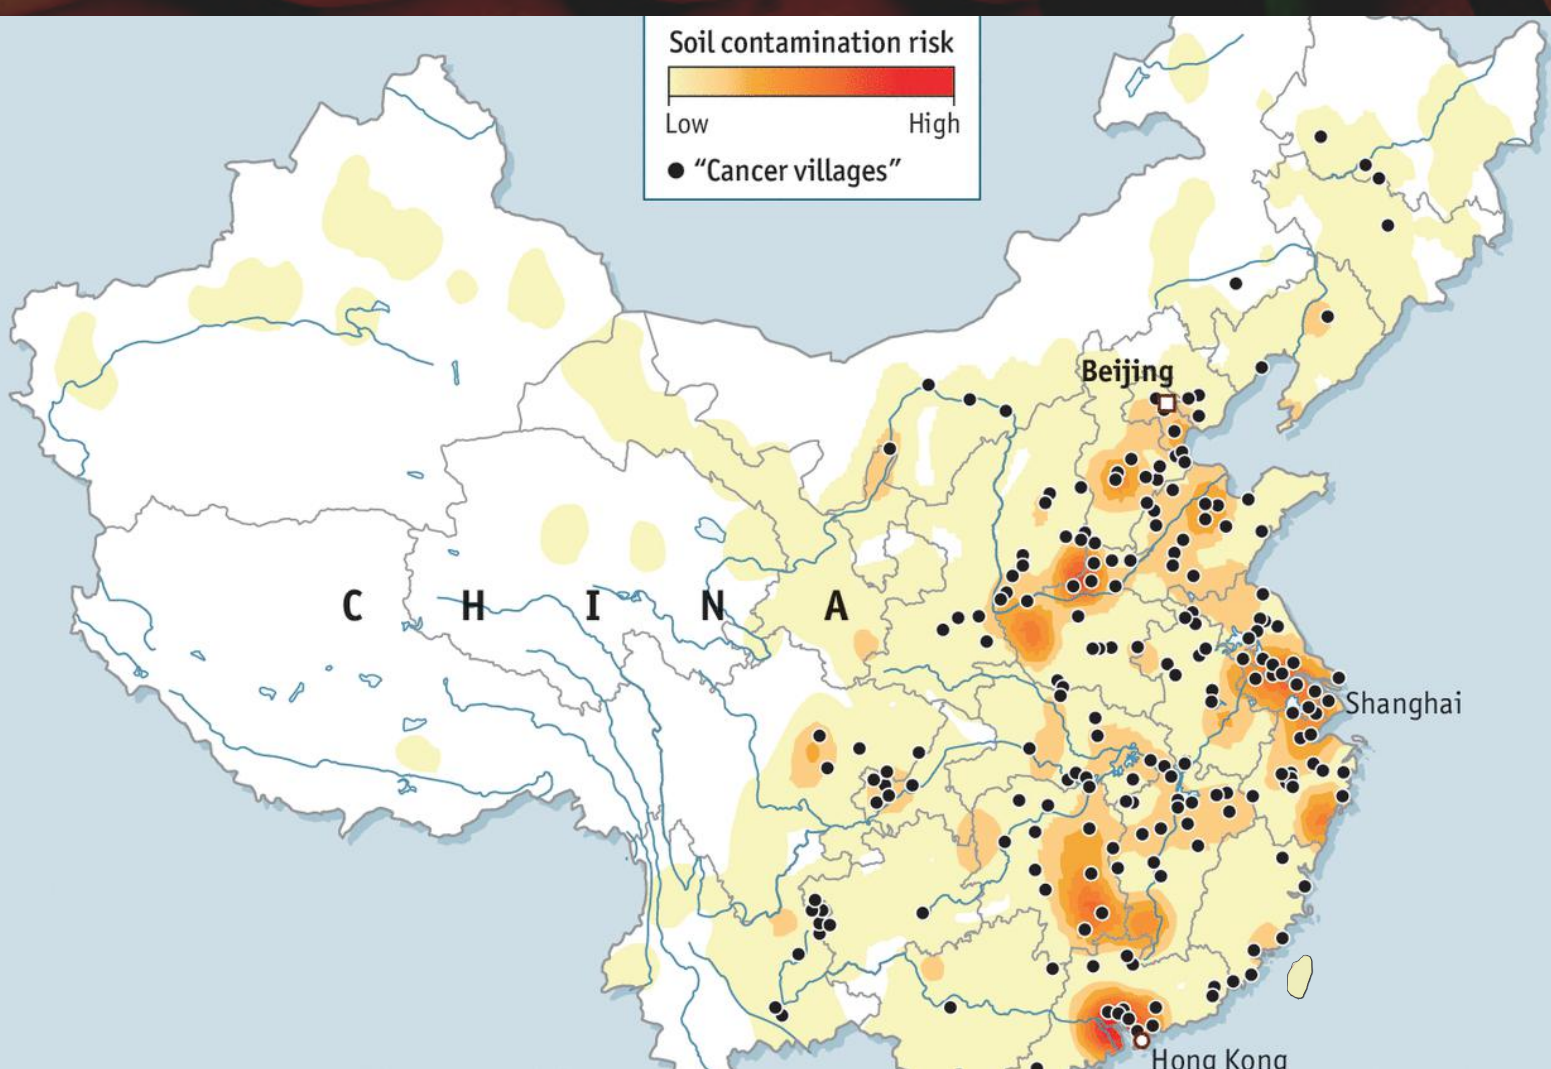 Soil contamination risk
Low High
“Cancer villages”
Beijing
C H I N A
Shanghai
Hong Kong